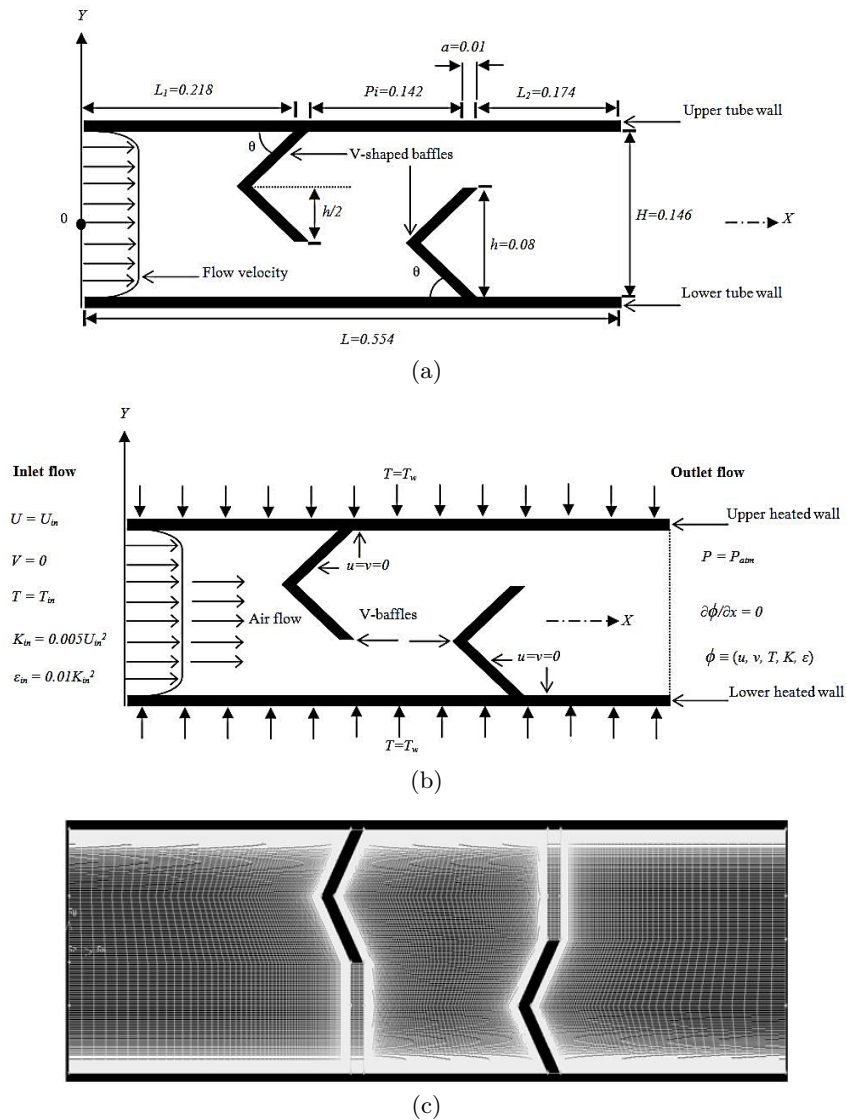 Y
a=0.01
L₁=0.218
Pi=0.142
L₂=0.174
Upper tube wall
θ
V-shaped baffles
h/2
0
h=0.08
H=0.146
X
Flow velocity
θ
Lower tube wall
L=0.554
(a)
Y
Inlet flow
T=Tw
Outlet flow
U = Uin
Upper heated wall
V = 0
u=v=0
P = Patm
T = Tin
Air flow
V-baffles
X
∂ϕ/∂x = 0
Kin = 0.005Uin²
u=v=0
ϕ ≡ (u, v, T, K, ε)
εin = 0.01Kin²
Lower heated wall
T=Tw
(b)
(c)